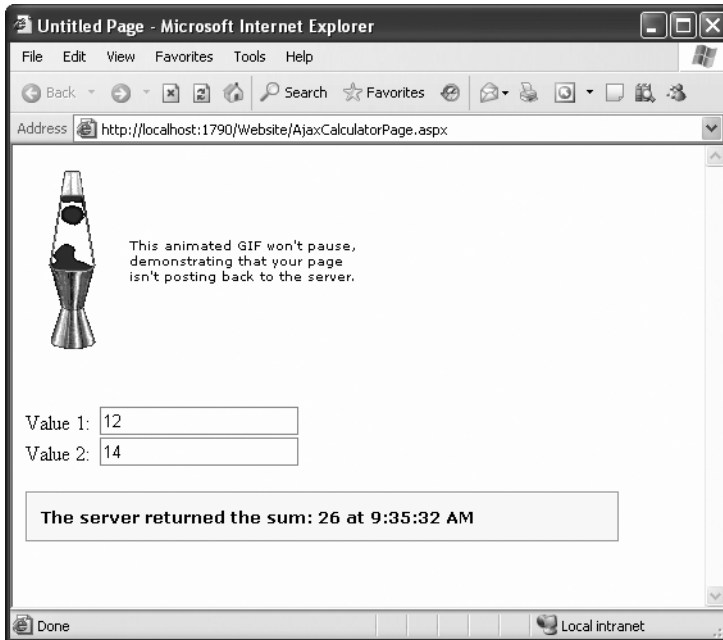 Untitled Page - Microsoft Internet Explorer
File Edit View Favorites Tools Help
Back Search Favorites
Address http://localhost:1790/Website/AjaxCalculatorPage.aspx
This animated GIF won't pause,
demonstrating that your page
isn't posting back to the server.
Value 1: 12
Value 2: 14
The server returned the sum: 26 at 9:35:32 AM
Done Local intranet